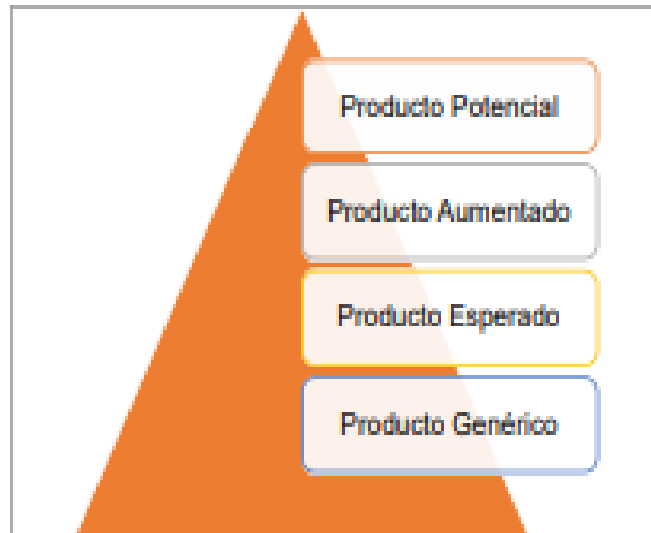 Producto Potencial
Producto Aumentado
Producto Esperado
Producto Genérico